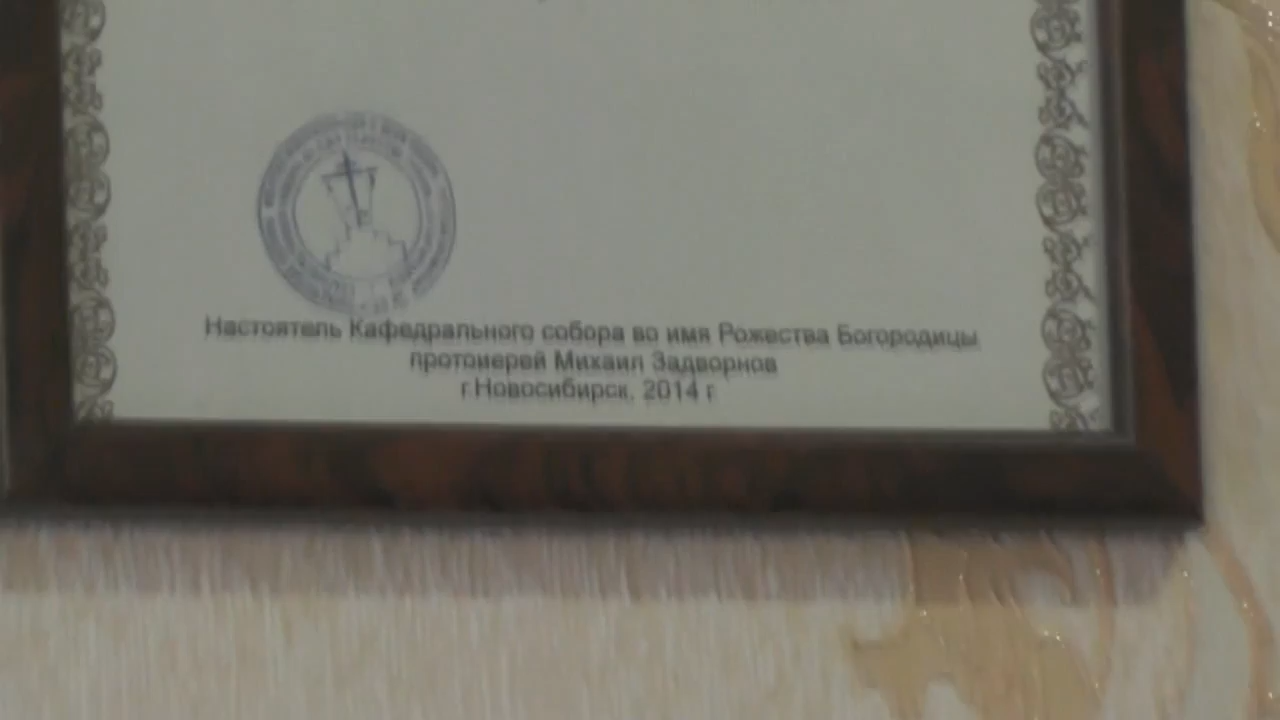 Настоятель Кафедрального собора во имя Рожества Богородицы
протоиерей Михаил Задворнов
г.Новосибирск, 2014 г